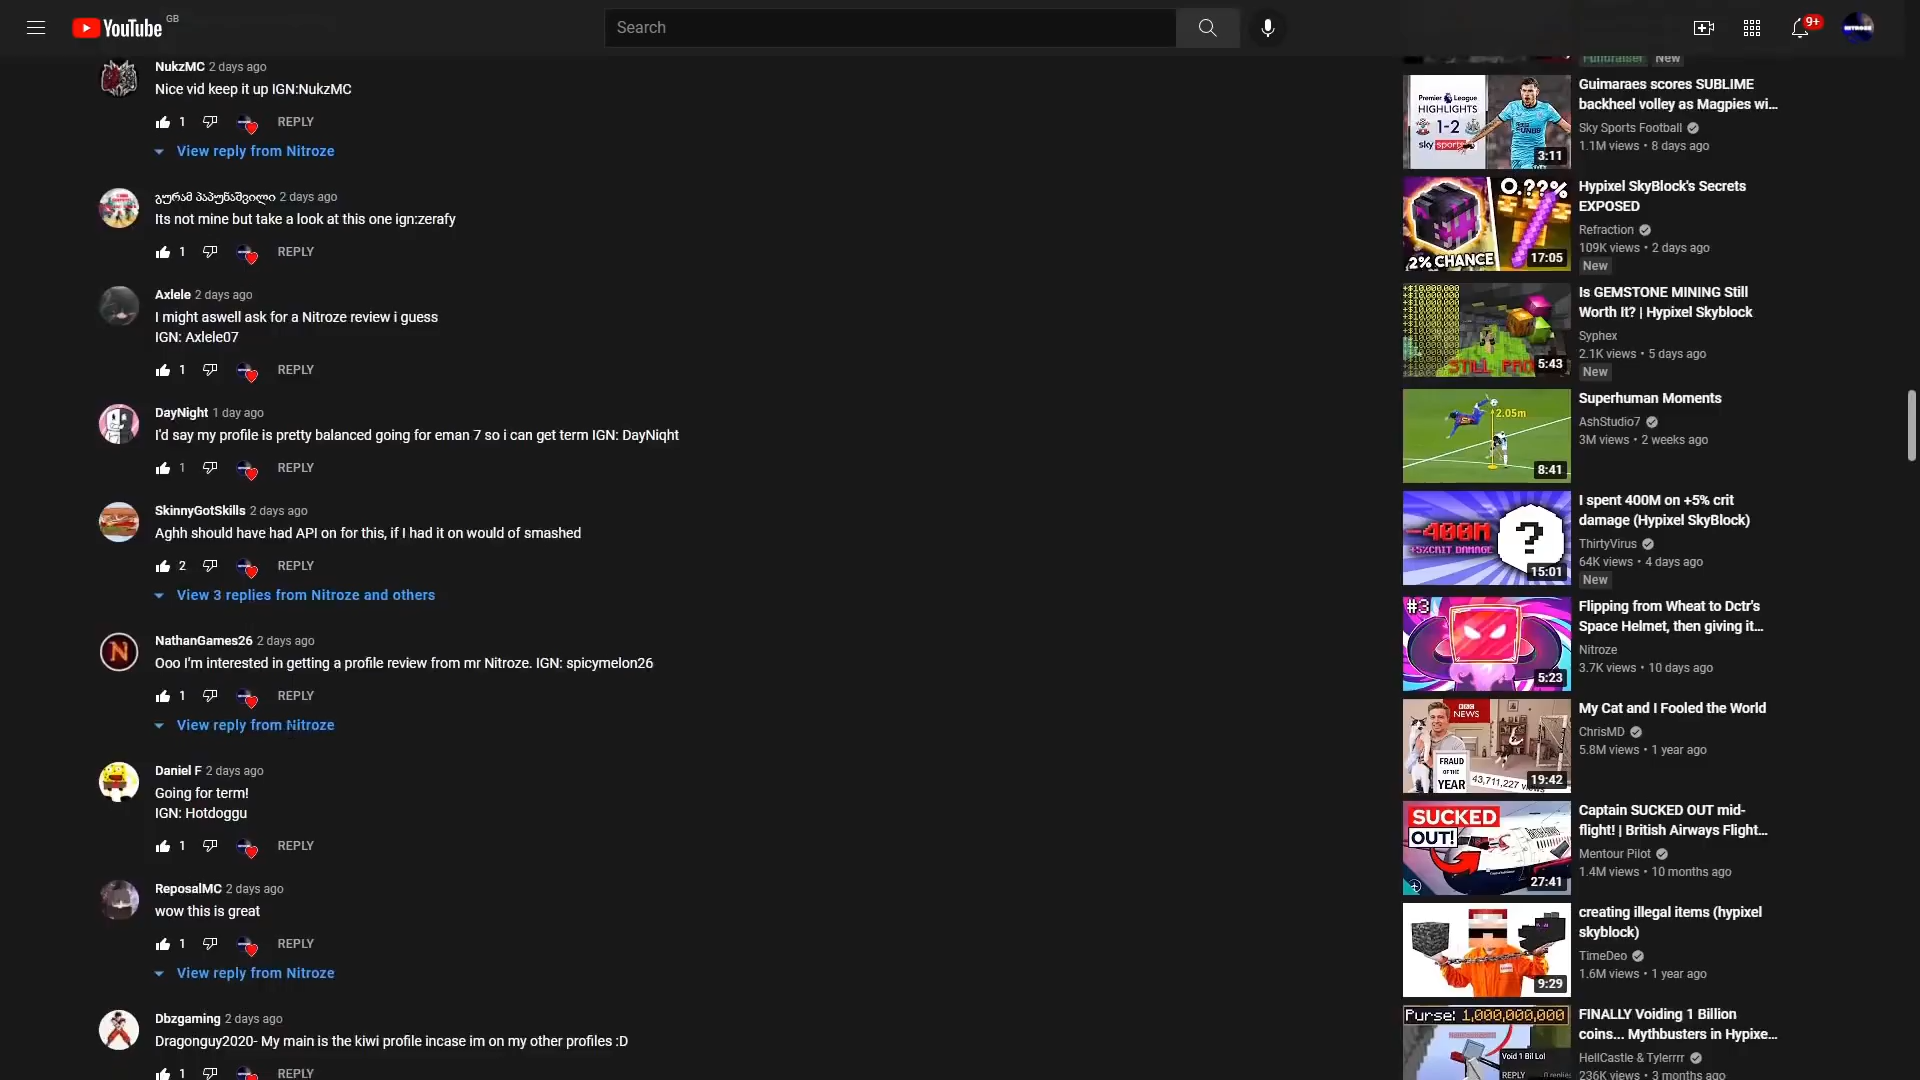 YouTube GB
Search
9+
NukzMC 2 days ago
Nice vid keep it up IGN:NukzMC
1 REPLY
View reply from Nitroze
გურამ პაპუნაშვილი 2 days ago
Its not mine but take a look at this one ign:zerafy
1 REPLY
Axlele 2 days ago
I might aswell ask for a Nitroze review i guess
IGN: Axlele07
1 REPLY
DayNight 1 day ago
I'd say my profile is pretty balanced going for eman 7 so i can get term IGN: DayNiqht
1 REPLY
SkinnyGotSkills 2 days ago
Aghh should have had API on for this, if I had it on would of smashed
2 REPLY
View 3 replies from Nitroze and others
NathanGames26 2 days ago
Ooo I'm interested in getting a profile review from mr Nitroze. IGN: spicymelon26
1 REPLY
View reply from Nitroze
Daniel F 2 days ago
Going for term!
IGN: Hotdoggu
1 REPLY
ReposalMC 2 days ago
wow this is great
1 REPLY
View reply from Nitroze
Dbzgaming 2 days ago
Dragonguy2020- My main is the kiwi profile incase im on my other profiles :D
1 REPLY
Fundraiser New
Premier League
HIGHLIGHTS
1-2
sky sports
3:11
Guimaraes scores SUBLIME
backheel volley as Magpies wi...
Sky Sports Football
1.1M views • 8 days ago
0.??%
2% CHANCE
17:05
Hypixel SkyBlock's Secrets
EXPOSED
Refraction
109K views • 2 days ago
New
5:43
Is GEMSTONE MINING Still
Worth It? | Hypixel Skyblock
Syphex
2.1K views • 5 days ago
New
2.05m
8:41
Superhuman Moments
AshStudio7
3M views • 2 weeks ago
-400M
+5% CRIT DAMAGE
?
15:01
I spent 400M on +5% crit
damage (Hypixel SkyBlock)
ThirtyVirus
64K views • 4 days ago
New
#3
5:23
Flipping from Wheat to Dctr's
Space Helmet, then giving it...
Nitroze
3.7K views • 10 days ago
BBC
NEWS
FRAUD
OF THE
YEAR
43,711,227 views
19:42
My Cat and I Fooled the World
ChrisMD
5.8M views • 1 year ago
SUCKED
OUT!
27:41
Captain SUCKED OUT mid-
flight! | British Airways Flight...
Mentour Pilot
1.4M views • 10 months ago
9:29
creating illegal items (hypixel
skyblock)
TimeDeo
1.6M views • 1 year ago
Purse: 1,000,000,000
Void 1 Bil Lol
REPLY 0 replies
FINALLY Voiding 1 Billion
coins... Mythbusters in Hypixe...
HellCastle & Tylerrrr
236K views • 3 months ago